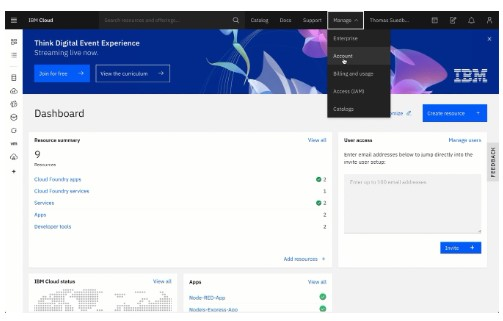 IBM Cloud
Search resources and offerings...
Catalog
Docs
Support
Manage
Thomas Suedb...
Enterprise
Account
Billing and usage
Access (IAM)
Catalogs
Think Digital Event Experience
Streaming live now.
Join for free →
View the curriculum →
IBM
Dashboard
Create resource
Resource summary
View all
9
Resources
Cloud Foundry apps
2
Cloud Foundry services
1
Services
2
Apps
2
Developer tools
2
Add resources +
User access
Manage users
Enter email addresses below to jump directly into the
invite user setup:
Enter up to 100 email addresses
Invite +
FEEDBACK
IBM Cloud status
View all
Apps
View all
Node-RED-App
Nodejs-Express-App